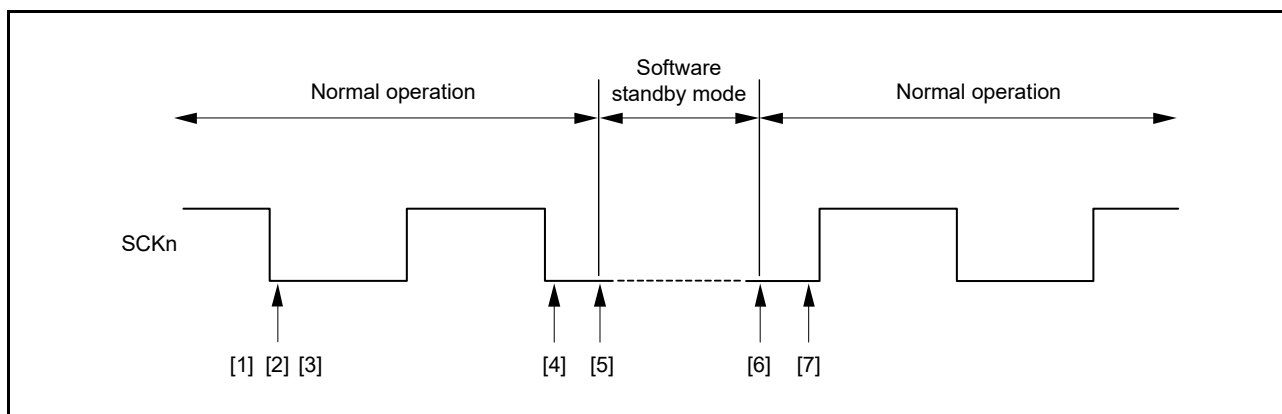 Normal operation
Software
standby mode
Normal operation
SCKn
[1] [2] [3]
[4]
[5]
[6]
[7]